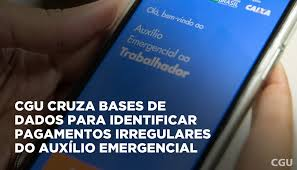 BRASIL
CAIXA
Olá, bem-vindo ao
Auxílio
Emergencial do
Trabalhador
CGU CRUZA BASES DE
DADOS PARA IDENTIFICAR
PAGAMENTOS IRREGULARES
DO AUXÍLIO EMERGENCIAL
CGU